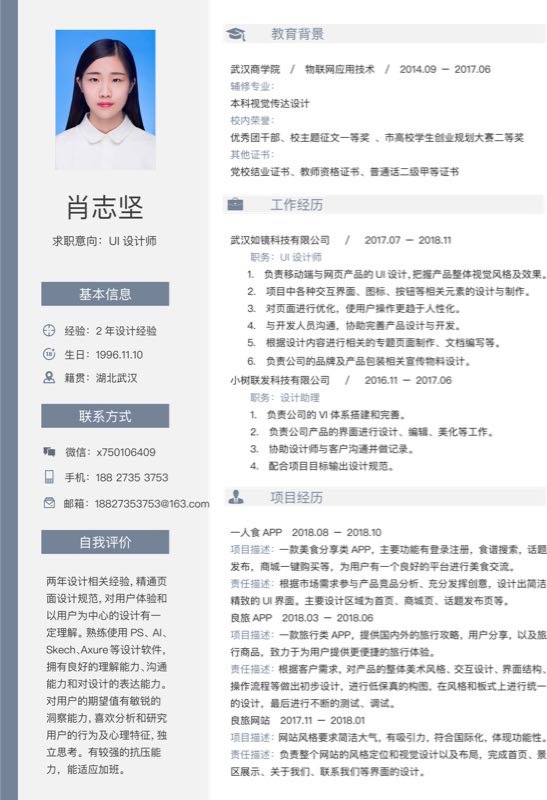 肖志坚
求职意向：UI 设计师
基本信息
经验：2 年设计经验
生日：1996.11.10
籍贯：湖北武汉
联系方式
微信：x750106409
手机：188 2735 3753
邮箱：18827353753@163.com
自我评价
两年设计相关经验, 精通页
面设计规范, 对用户体验和
以用户为中心的设计有一
定理解。熟练使用 PS、AI、
Skech、Axure 等设计软件,
拥有良好的理解能力、沟通
能力和对设计的表达能力。
对用户的期望值有敏锐的
洞察能力, 喜欢分析和研究
用户的行为及心理特征, 独
立思考。有较强的抗压能
力，能适应加班。
教育背景
武汉商学院 / 物联网应用技术 / 2014.09 – 2017.06
辅修专业：
本科视觉传达设计
校内荣誉：
优秀团干部、校主题征文一等奖 、市高校学生创业规划大赛二等奖
其他证书：
党校结业证书、教师资格证书、普通话二级甲等证书
工作经历
武汉如镜科技有限公司 / 2017.07 – 2018.11
职务：UI 设计师
1. 负责移动端与网页产品的 UI 设计, 把握产品整体视觉风格及效果。
2. 项目中各种交互界面、图标、按钮等相关元素的设计与制作。
3. 对页面进行优化，使用户操作更趋于人性化。
4. 与开发人员沟通，协助完善产品设计与开发。
5. 根据设计内容进行相关的专题页面制作、文档编写等。
6. 负责公司的品牌及产品包装相关宣传物料设计。
小树联发科技有限公司 / 2016.11 – 2017.06
职务：设计助理
1. 负责公司的 VI 体系搭建和完善。
2. 负责公司产品的界面进行设计、编辑、美化等工作。
3. 协助设计师与客户沟通并做记录。
4. 配合项目目标输出设计规范。
项目经历
一人食 APP 2018.08 – 2018.10
项目描述：一款美食分享类 APP，主要功能有登录注册，食谱搜索，话题
发布，商城一键购买等，为用户有一个良好的平台进行美食交流。
责任描述：根据市场需求参与产品竞品分析、充分发挥创意，设计出简洁
精致的 UI 界面。主要设计区域为首页、商城页、话题发布页等。
良旅 APP 2018.03 – 2018.06
项目描述：一款旅行类 APP，提供国内外的旅行攻略，用户分享，以及旅
行商品，致力于为用户提供更便捷的旅行体验。
责任描述：根据客户需求，对产品的整体美术风格、交互设计、界面结构、
操作流程等做出初步设计，进行低保真的构图，在风格和板式上进行统一
的设计，最后进行不断的测试、调试。
良旅网站 2017.11 – 2018.01
项目描述：网站风格要求简洁大气，有吸引力，符合国际化，体现功能性。
责任描述：负责整个网站的风格定位和视觉设计以及布局，完成首页、景
区展示、关于我们、联系我们等界面的设计。